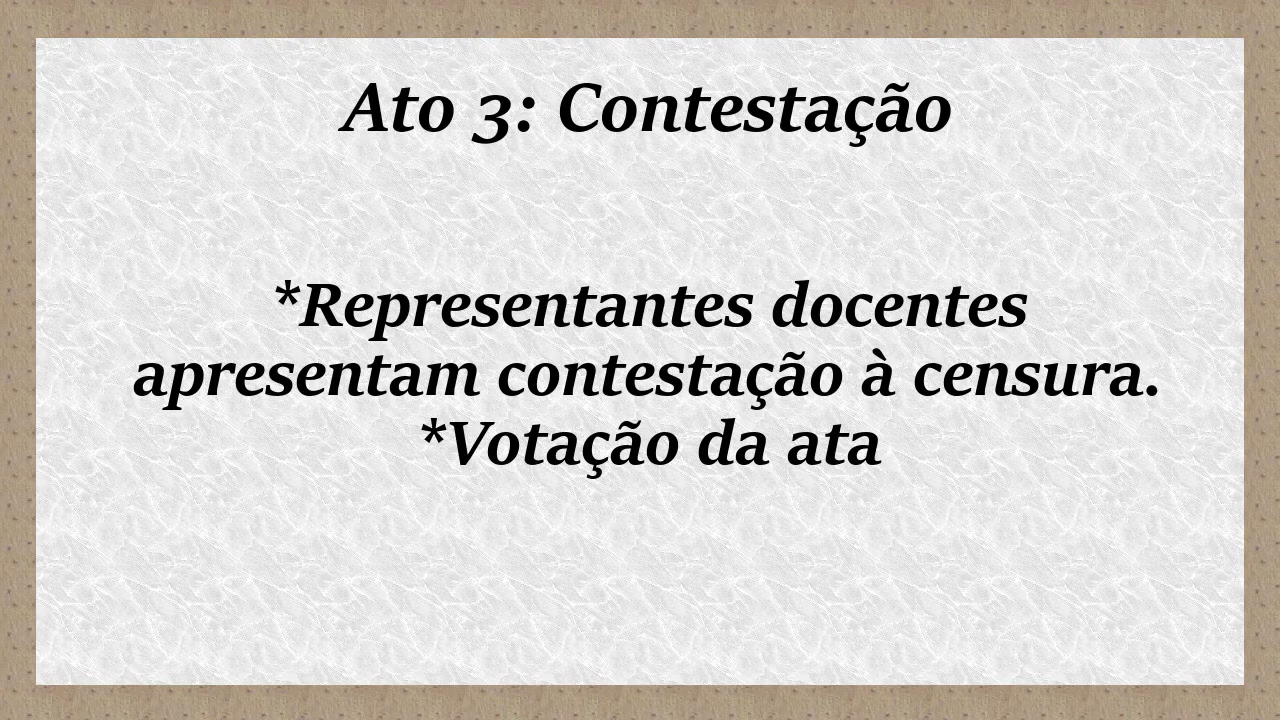 Ato 3: Contestação
*Representantes docentes
apresentam contestação à censura.
*Votação da ata